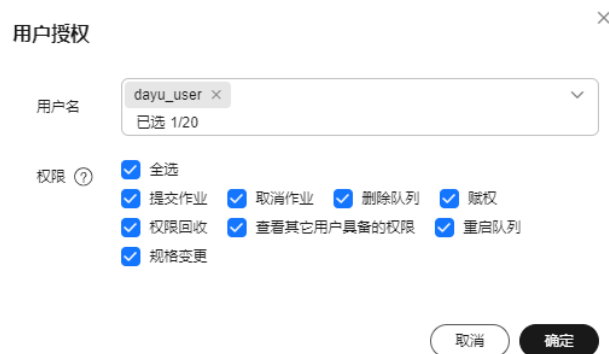 用户授权
用户名
dayu_user ×
已选 1/20
权限 ?
全选
提交作业 取消作业 删除队列 赋权
权限回收 查看其它用户具备的权限 重启队列
规格变更
取消 确定